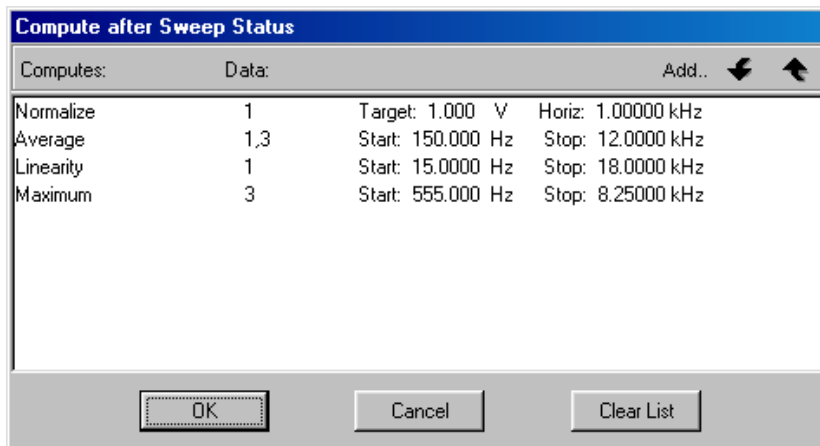 Compute after Sweep Status
Computes: Data: Add..
Normalize 1 Target: 1.000 V Horiz: 1.00000 kHz
Average 1,3 Start: 150.000 Hz Stop: 12.0000 kHz
Linearity 1 Start: 15.0000 Hz Stop: 18.0000 kHz
Maximum 3 Start: 555.000 Hz Stop: 8.25000 kHz
OK Cancel Clear List